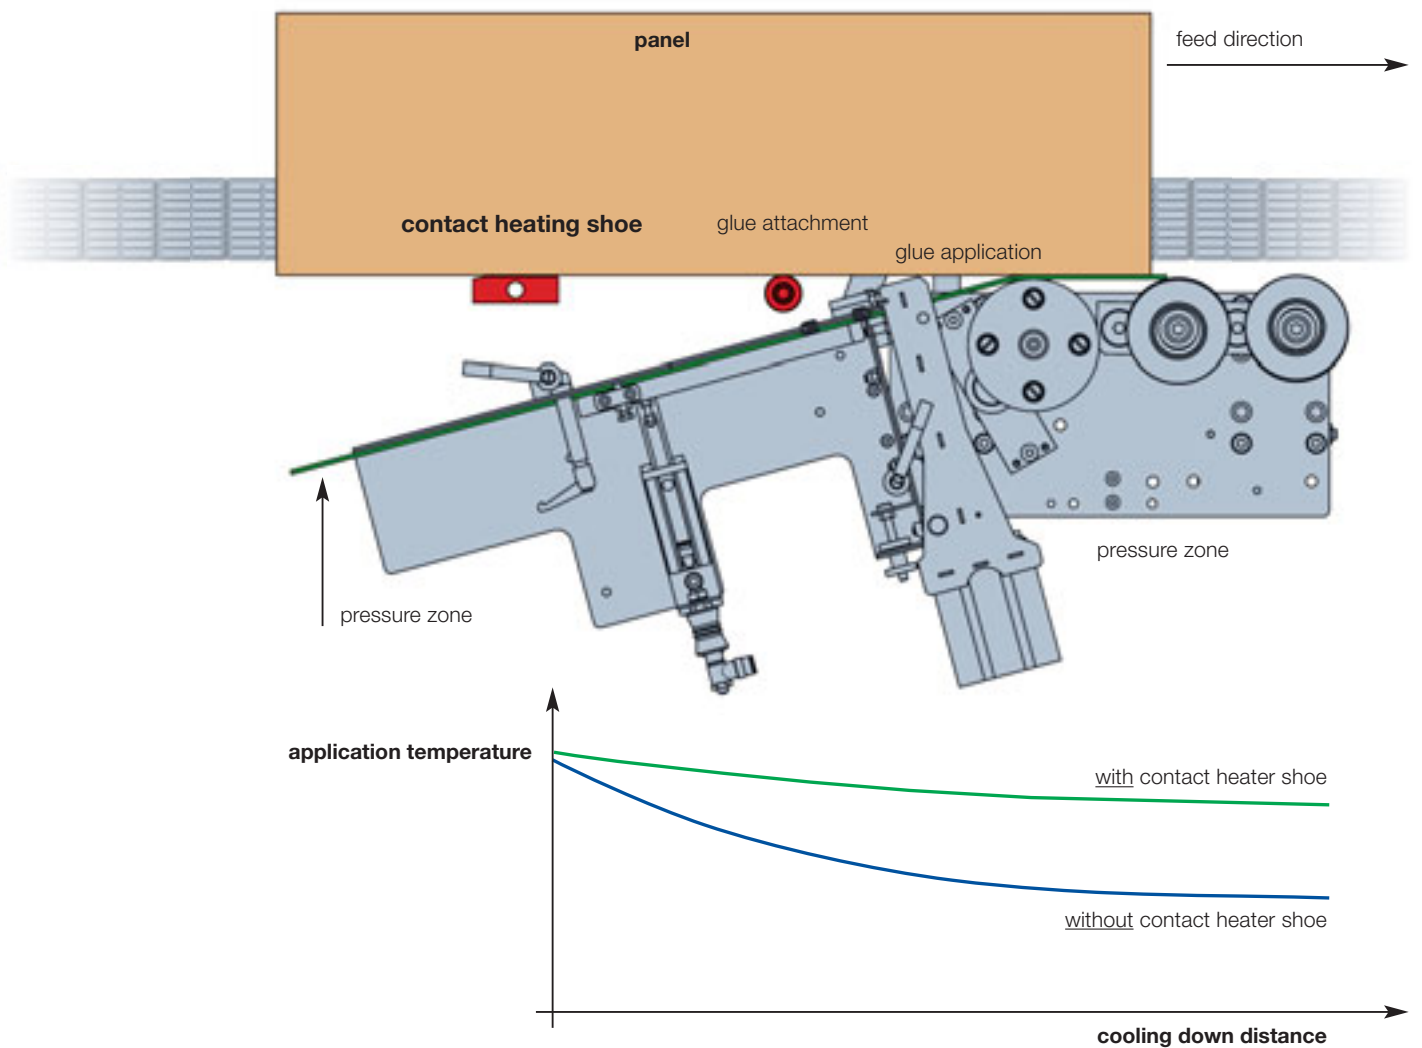 panel
feed direction
contact heating shoe
glue attachment
glue application
pressure zone
pressure zone
application temperature
with contact heater shoe
without contact heater shoe
cooling down distance